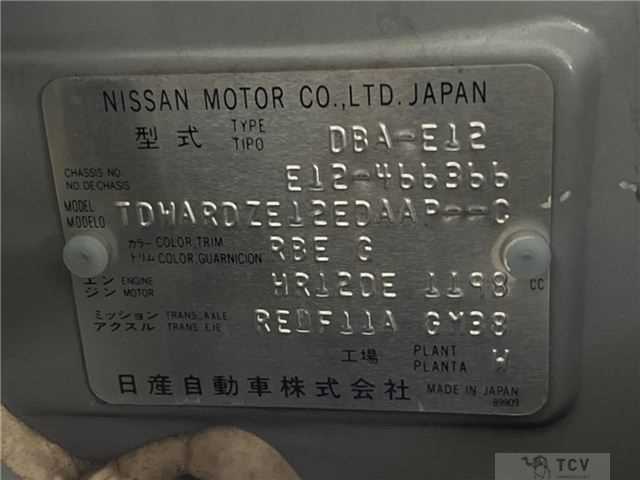 NISSAN MOTOR CO.,LTD. JAPAN
型式 TYPE TIPO DBA-E12
CHASSIS NO. NO. DE CHASIS E12-466366
MODEL MODELO TDWARDZE12EDAAP--C
カラー COLOR,TRIM RBE G
トリム COLOR,GUARNICION
エンジン ENGINE MOTOR HR12DE 1198 CC
ミッション TRANS.,AXLE RE0F11A GY38
アクスル TRANS.,EJE
工場 PLANT PLANTA W
日産自動車株式会社 MADE IN JAPAN
89909
TCV